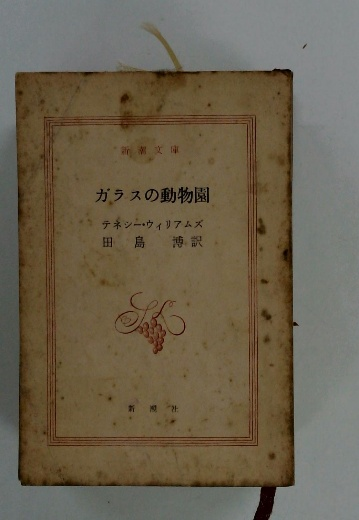 新潮文庫
ガラスの動物園
テネシー・ウィリアムズ
田島博訳
新潮社